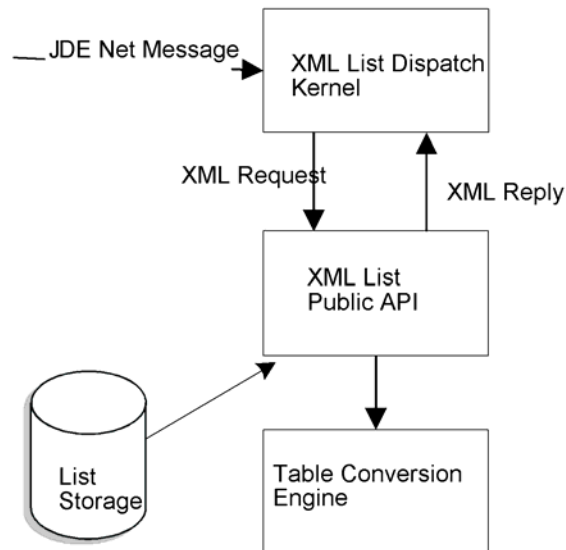 JDE Net Message
XML List Dispatch
Kernel
XML Request
XML Reply
XML List
Public API
List
Storage
Table Conversion
Engine